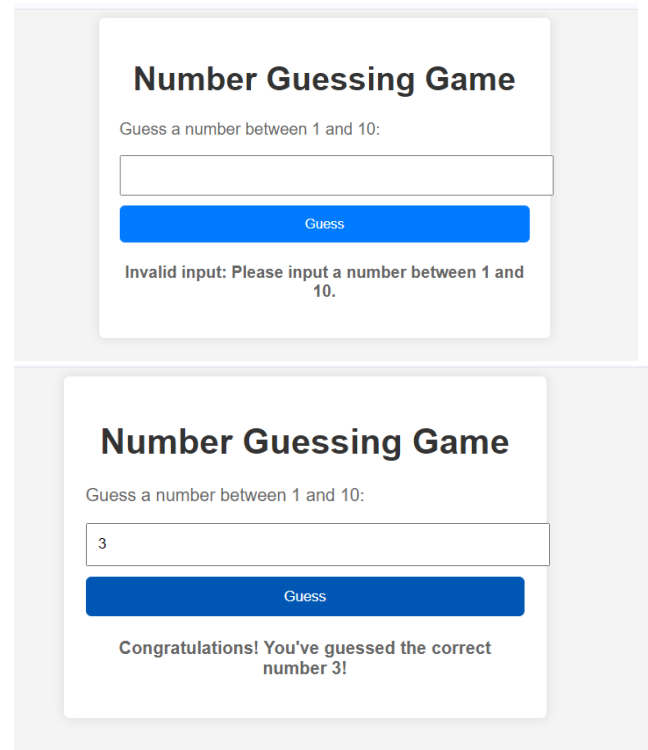 Number Guessing Game
Guess a number between 1 and 10:
Guess
Invalid input: Please input a number between 1 and
10.
Number Guessing Game
Guess a number between 1 and 10:
3
Guess
Congratulations! You've guessed the correct
number 3!